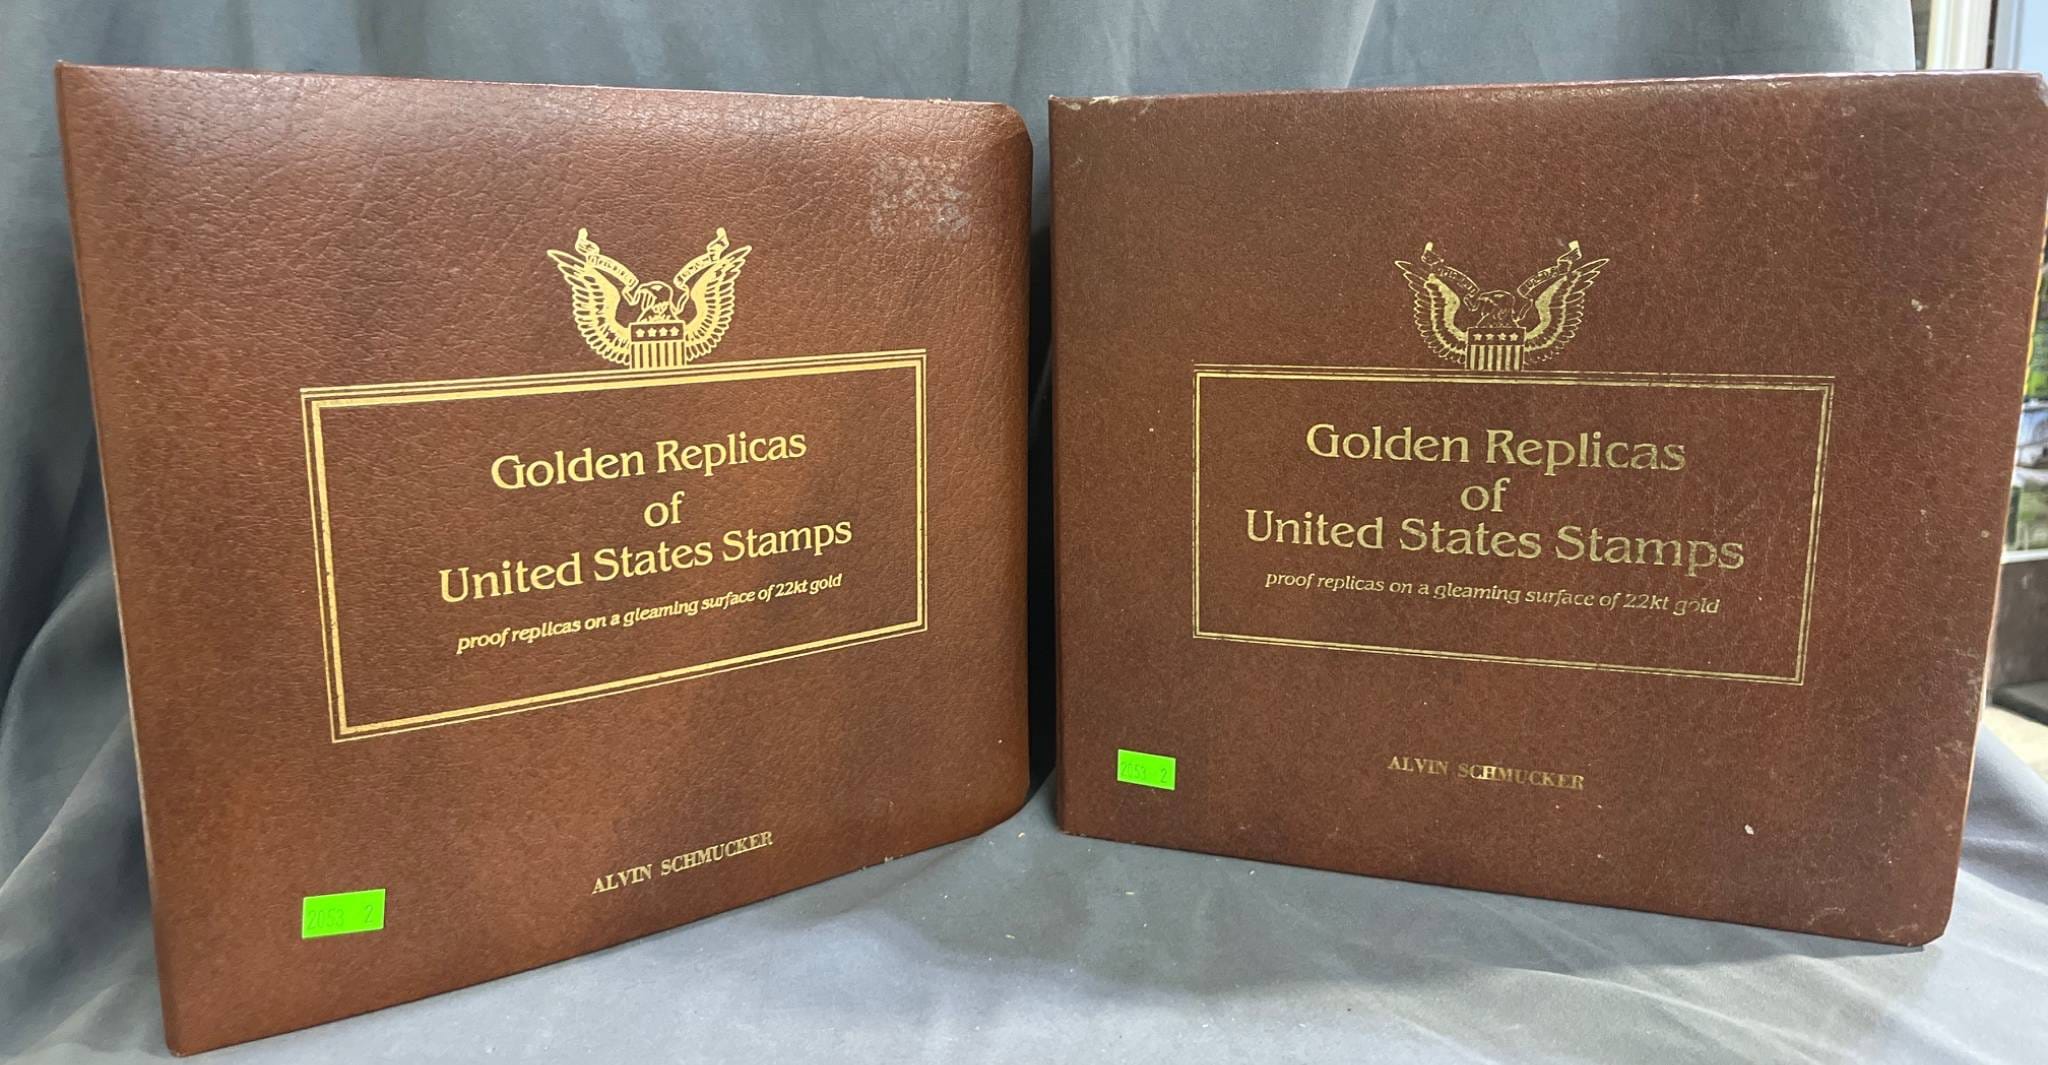 Golden Replicas
of
United States Stamps
proof replicas on a gleaming surface of 22kt gold
ALVIN SCHMUCKER
2053 2
Golden Replicas
of
United States Stamps
proof replicas on a gleaming surface of 22kt gold
ALVIN SCHMUCKER
2053 2